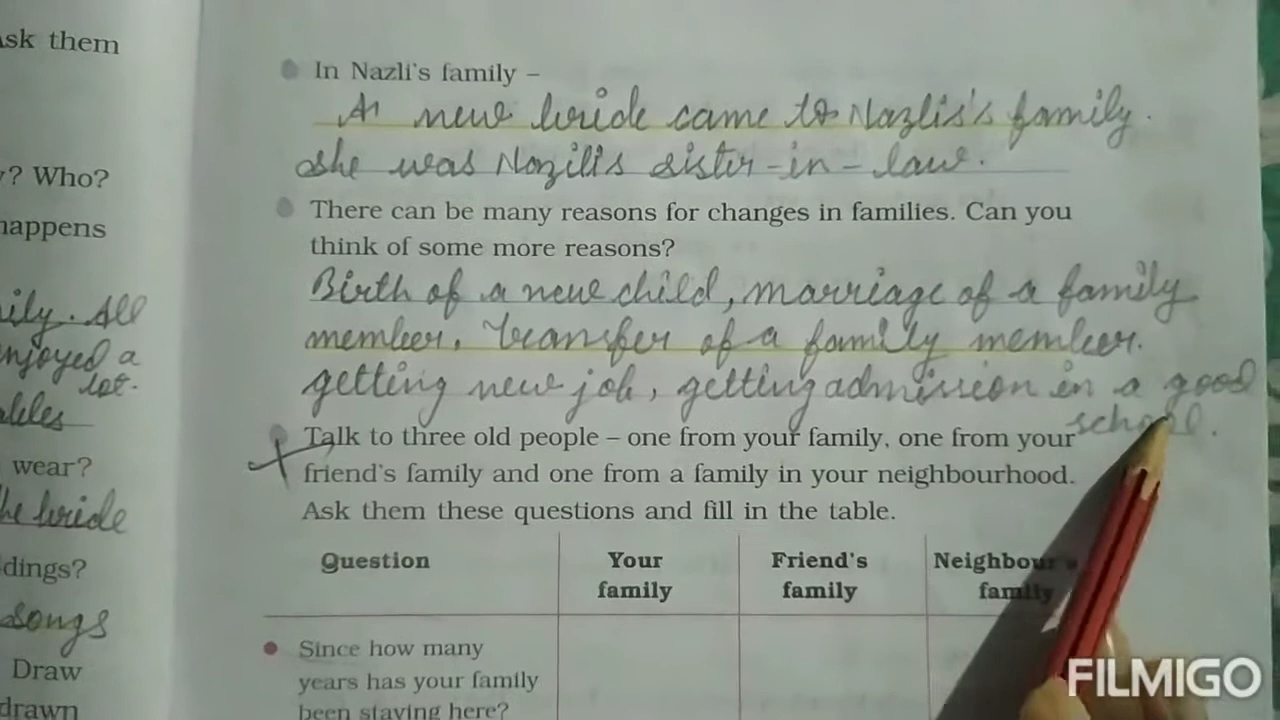 Ask them
? Who?
happens
ily. All
enjoyed a
lot.
wear?
the bride
dings?
songs
Draw
drawn
In Nazli's family –
A new bride came to Nazlis's family.
She was Nazili's sister-in-law.
There can be many reasons for changes in families. Can you
think of some more reasons?
Birth of a new child, marriage of a family
member, transfer of a family member.
getting new job, getting admission in a good
school.
Talk to three old people – one from your family, one from your
friend's family and one from a family in your neighbourhood.
Ask them these questions and fill in the table.
Question
Your
family
Friend's
family
Neighbour's
family
Since how many
years has your family
been staying here?
FILMIGO